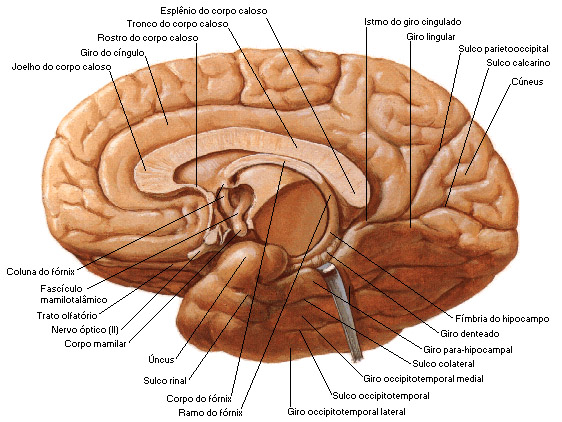 Esplênio do corpo caloso
Tronco do corpo caloso
Rostro do corpo caloso
Giro do cíngulo
Joelho do corpo caloso
Istmo do giro cingulado
Giro lingular
Sulco parietooccipital
Sulco calcarino
Cúneus
Coluna do fórnix
Fascículo
mamilotalâmico
Trato olfatório
Nervo óptico (II)
Corpo mamilar
Úncus
Sulco rinal
Corpo do fórnix
Ramo do fórnix
Fímbria do hipocampo
Giro denteado
Giro para-hipocampal
Sulco colateral
Giro occipitotemporal medial
Sulco occipitotemporal
Giro occipitotemporal lateral